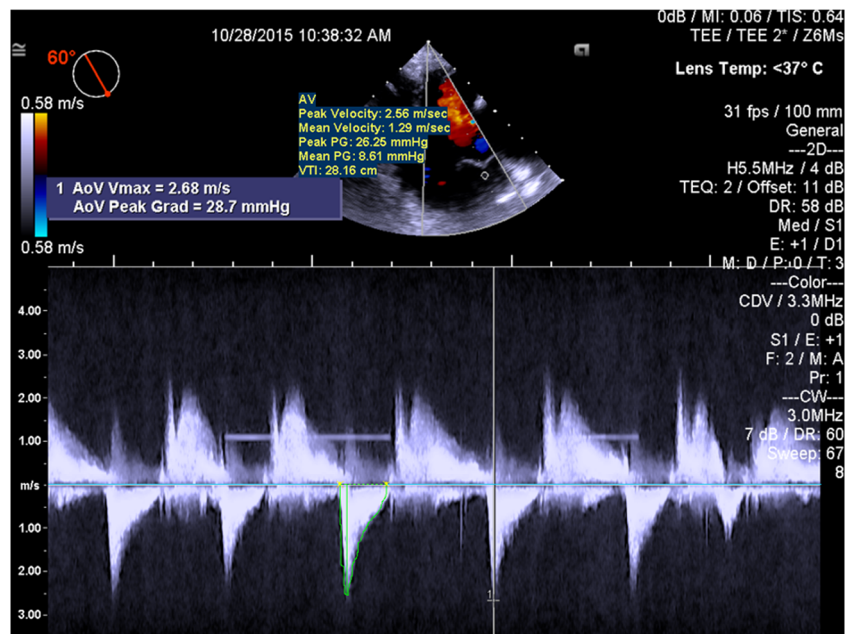 0dB / MI: 0.06 / TIS: 0.64
10/28/2015 10:38:32 AM
TEE / TEE 2* / Z6Ms
60°
Lens Temp: <37° C
0.58 m/s
AV
Peak Velocity: 2.56 m/sec
Mean Velocity: 1.29 m/sec
Peak PG: 26.25 mmHg
Mean PG: 8.61 mmHg
VTI: 28.16 cm
1 AoV Vmax = 2.68 m/s
AoV Peak Grad = 28.7 mmHg
0.58 m/s
31 fps / 100 mm
General
---2D---
H5.5MHz / 4 dB
TEQ: 2 / Offset: 11 dB
DR: 58 dB
Med / S1
E: +1 / D1
M: D / P: 0 / T: 3
---Color---
CDV / 3.3MHz
0 dB
S1 / E: +1
F: 2 / M: A
Pr: 1
---CW---
3.0MHz
7 dB / DR: 60
Sweep: 67
8
4.00
3.00
2.00
1.00
m/s
1.00
2.00
3.00
1